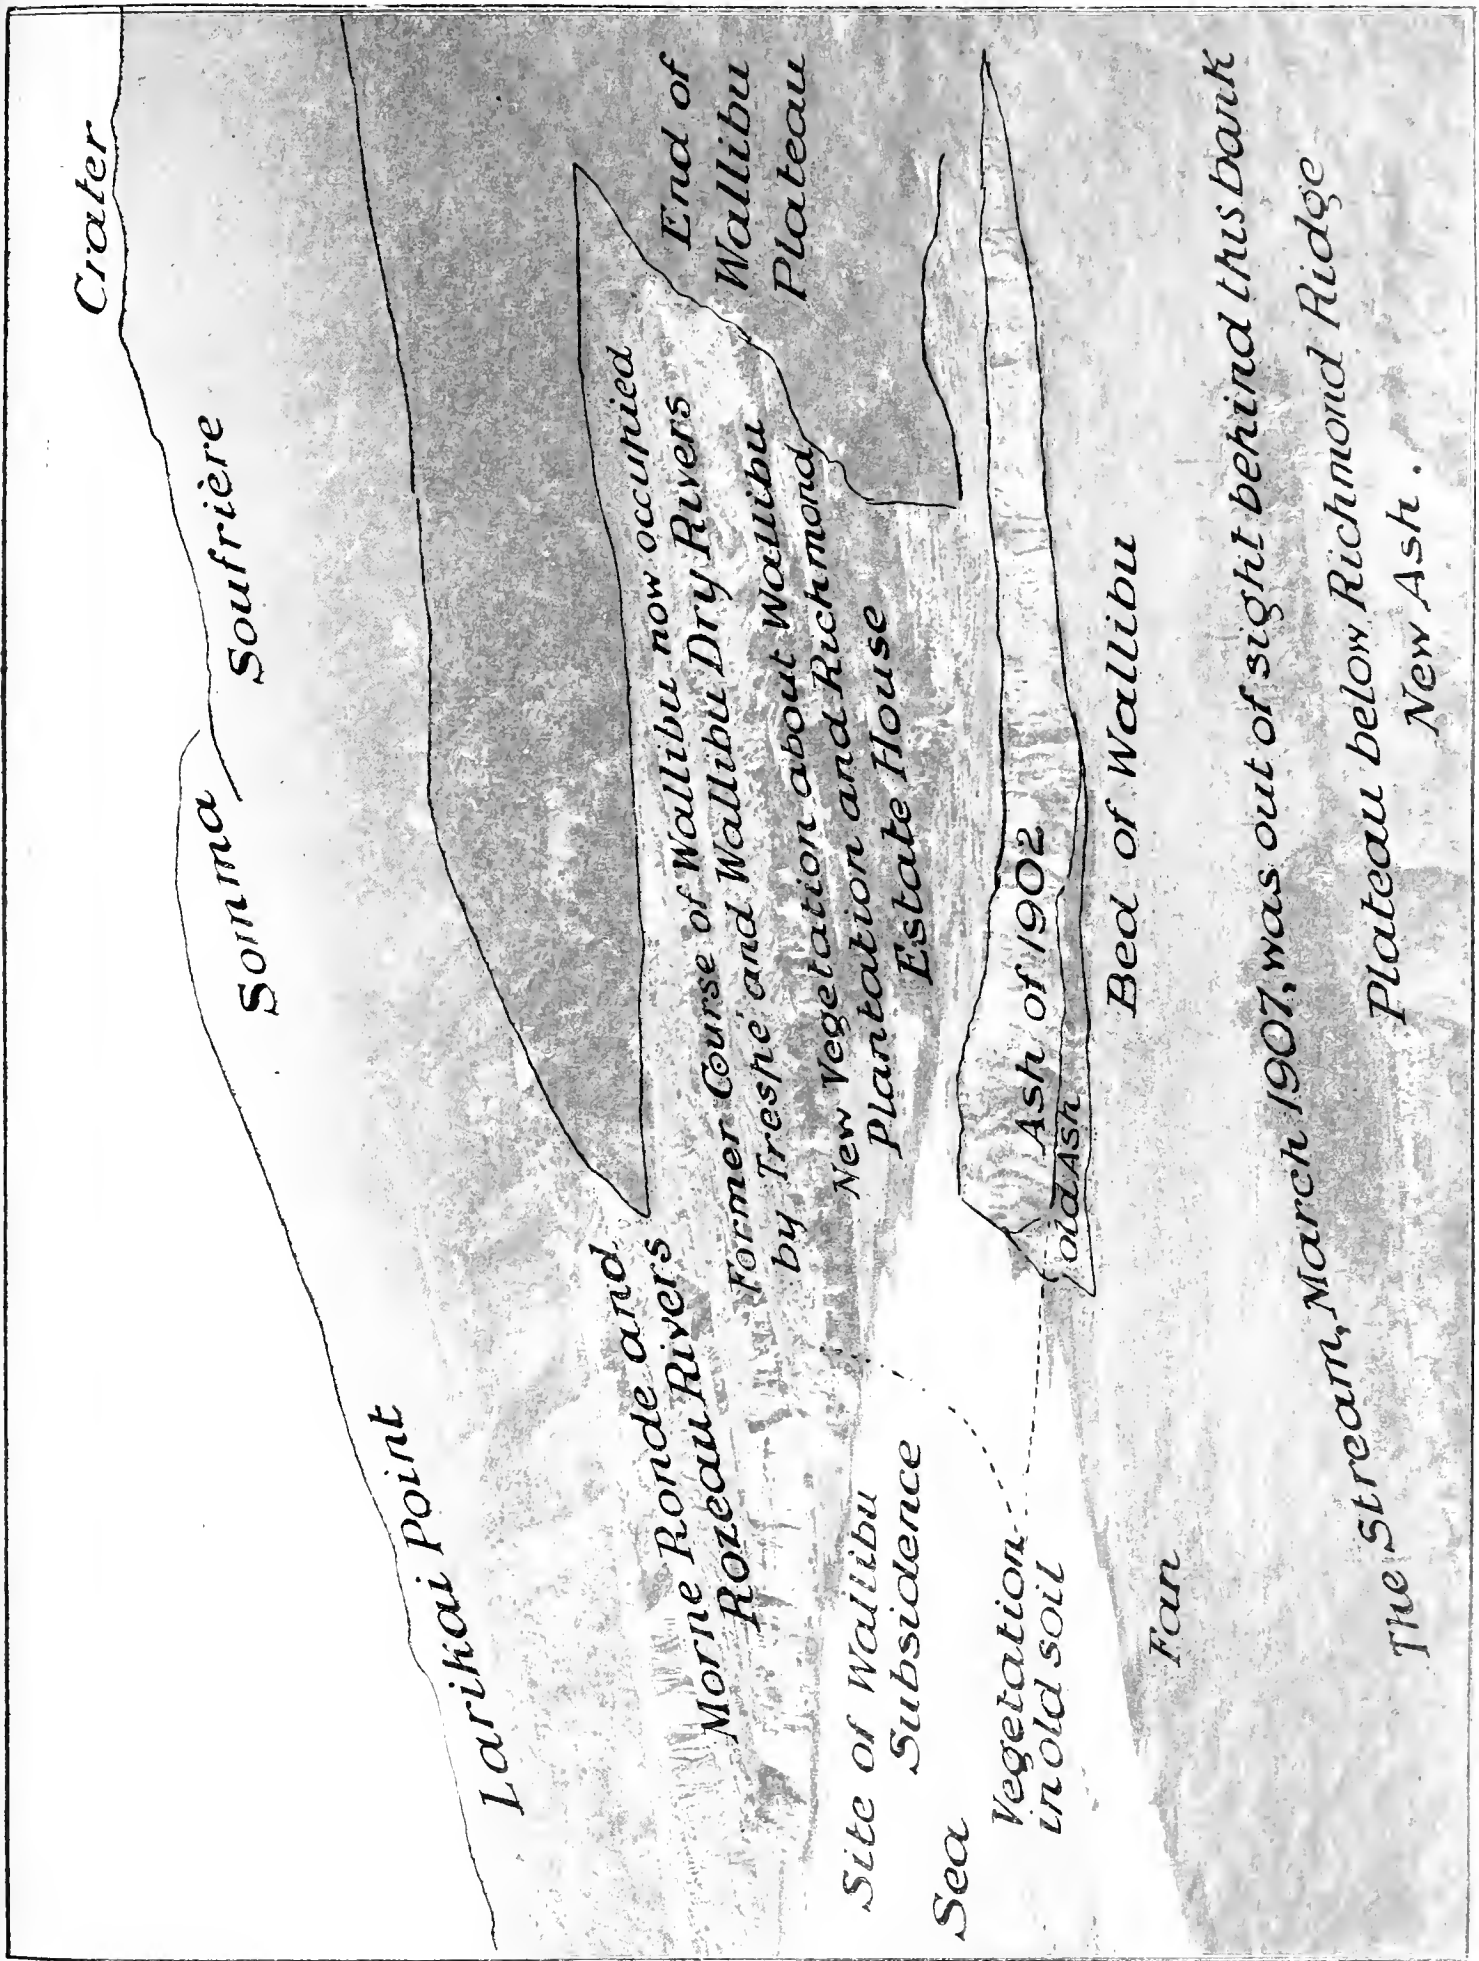 Crater
Soufrière
Somma
Larikai Point
End of
Wallibu
Plateau
Morne Ronde and
Rozeau Rivers
Former Course of Wallibu now occupied
by Treshe' and Wallibu Dry Rivers
New Vegetation about Wallibu
Plantation and Richmond
Estate House
Site of Wallibu
Subsidence
Sea
Ash of 1902
old Ash
Vegetation
in old soil
Bed of Wallibu
Fan
The Stream, March 1907, was out of sight behind this bank
Plateau below Richmond Ridge
New Ash.